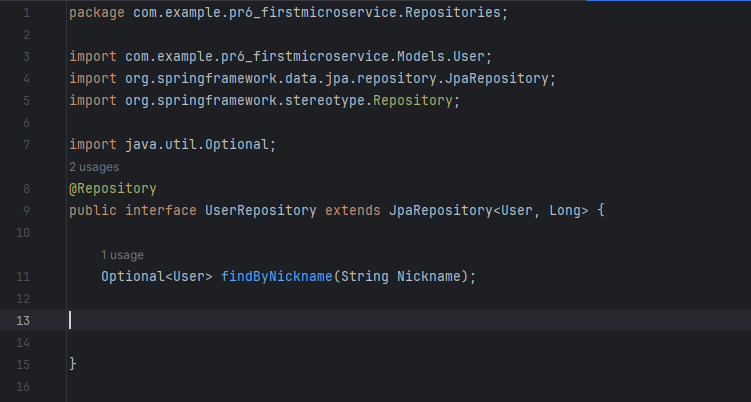 1 package com.example.pr6_firstmicroservice.Repositories;
2
3 import com.example.pr6_firstmicroservice.Models.User;
4 import org.springframework.data.jpa.repository.JpaRepository;
5 import org.springframework.stereotype.Repository;
6
7 import java.util.Optional;
2 usages
8 @Repository
9 public interface UserRepository extends JpaRepository<User, Long> {
10
1 usage
11 Optional<User> findByNickname(String Nickname);
12
13
14
15 }
16